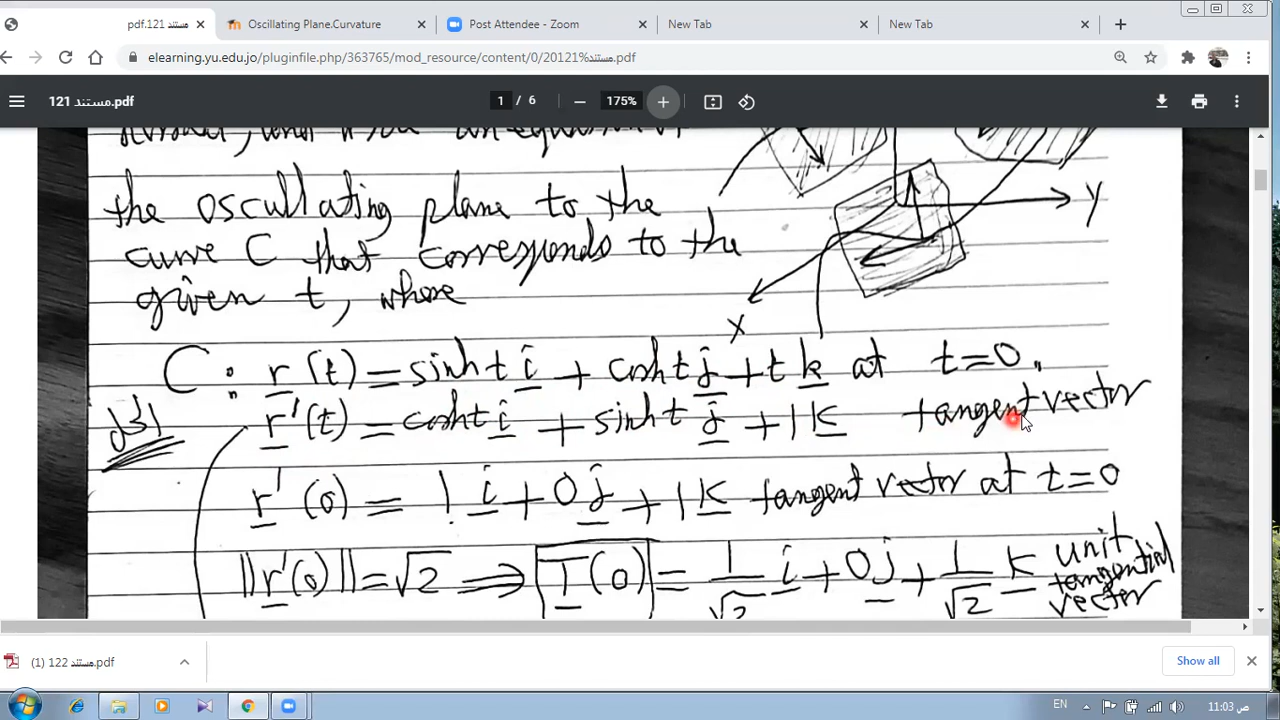 مستند 121.pdf
Oscillating Plane.Curvature
Post Attendee - Zoom
New Tab
New Tab
elearning.yu.edu.jo/pluginfile.php/363765/mod_resource/content/0/20121%مستند.pdf
مستند 121.pdf
1 / 6
175%
the oscullating plane to the
curve C that corresponds to the
given t, where
Y
X
C: r(t) = sinh t i + cosh t j + t k at t=0.
r'(t) = cosh t i + sinh t j + 1 k tangent vector
r'(0) = 1 i + 0 j + 1 k tangent vector at t=0
||r'(0)|| = √2 ⟹ T(0) = 1/√2 i + 0 j + 1/√2 k unit tangential vector
مستند 122 (1).pdf
Show all
EN
11:03 ص